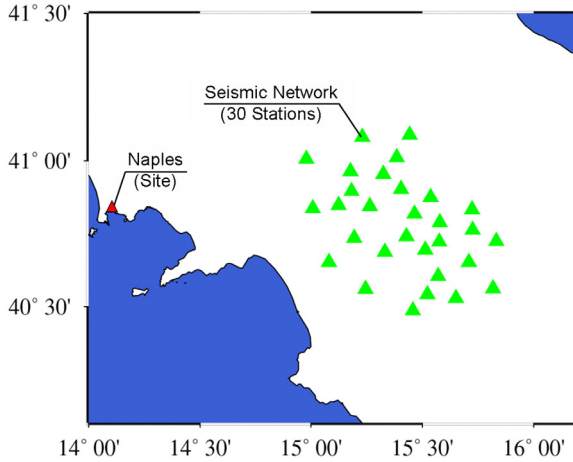 41° 30'
Seismic Network
(30 Stations)
41° 00'
Naples
(Site)
40° 30'
14° 00'
14° 30'
15° 00'
15° 30'
16° 00'